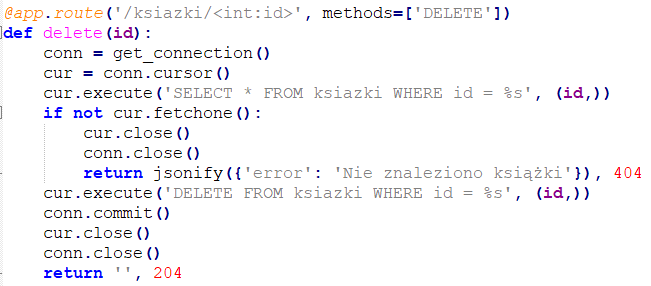 @app.route('/ksiazki/<int:id>', methods=['DELETE'])
def delete(id):
    conn = get_connection()
    cur = conn.cursor()
    cur.execute('SELECT * FROM ksiazki WHERE id = %s', (id,))
    if not cur.fetchone():
        cur.close()
        conn.close()
        return jsonify({'error': 'Nie znaleziono książki'}), 404
    cur.execute('DELETE FROM ksiazki WHERE id = %s', (id,))
    conn.commit()
    cur.close()
    conn.close()
    return '', 204